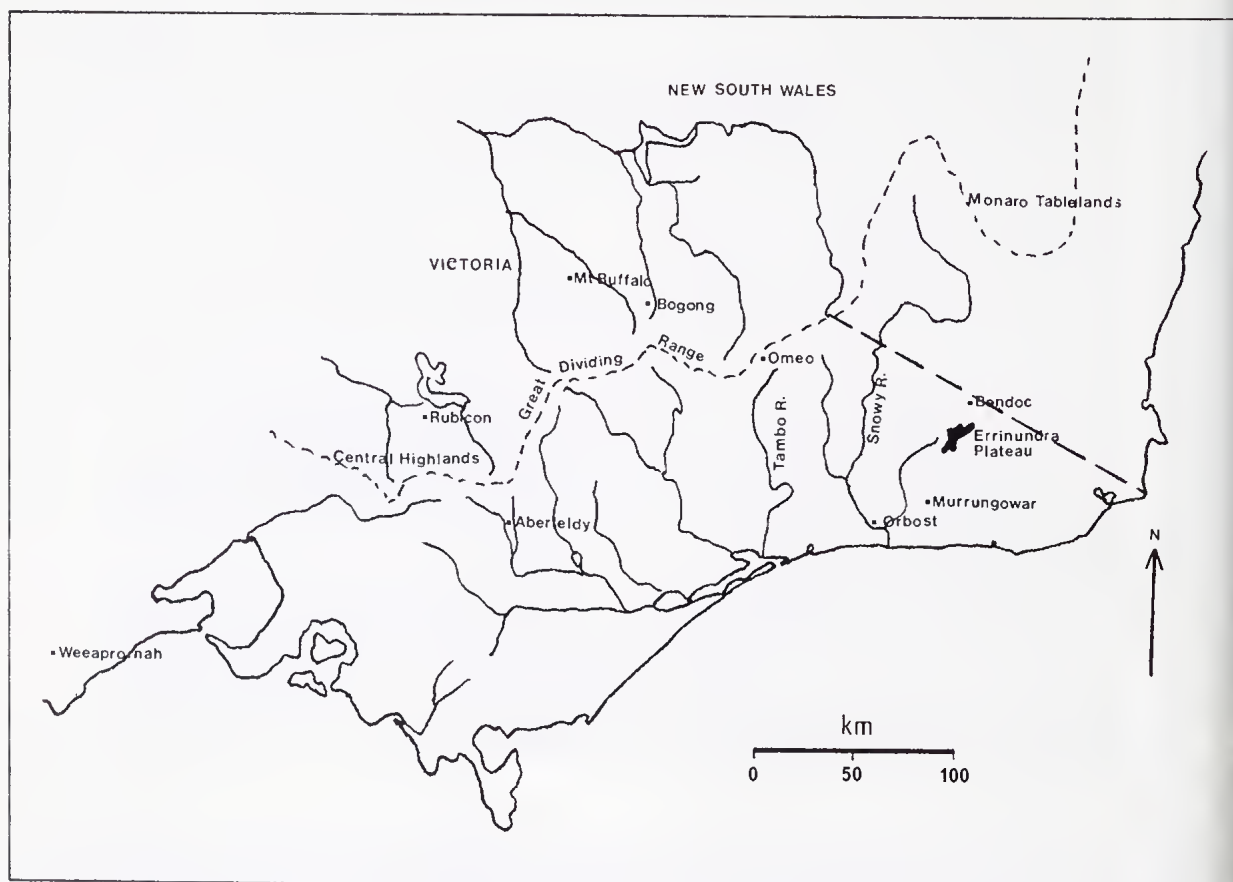 NEW SOUTH WALES
Monaro Tablelands
VICTORIA
Mt Buffalo
Bogong
Great Dividing Range
Omeo
Rubicon
Snowy R.
Tambo R.
Bendoc
Errinundra
Plateau
Central Highlands
Murrungowar
Aberfeldy
Orbost
N
Weeaproinah
km
0 50 100